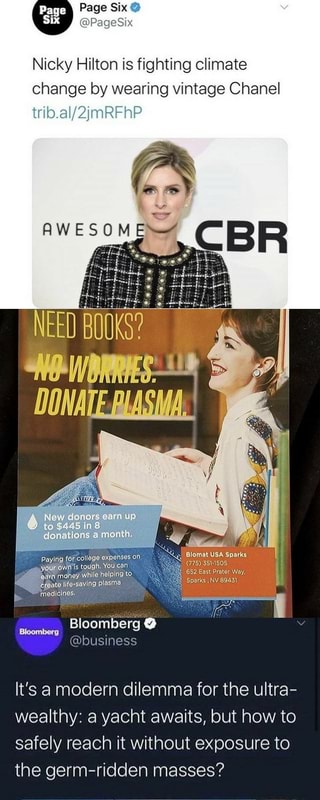 Page Six
Page Six
@PageSix
Nicky Hilton is fighting climate
change by wearing vintage Chanel
trib.al/2jmRFhP
AWESOME
CBR
NEED BOOKS?
NO WORRIES.
DONATE PLASMA.
New donors earn up
to $445 in 8
donations a month.
Paying for college expenses on
your own is tough. You can
earn money while helping to
create life-saving plasma
medicines.
Biomat USA Sparks
(775) 351-1505
632 East Prater Way,
Sparks, NV 89431
Bloomberg
Bloomberg
@business
It's a modern dilemma for the ultra-
wealthy: a yacht awaits, but how to
safely reach it without exposure to
the germ-ridden masses?